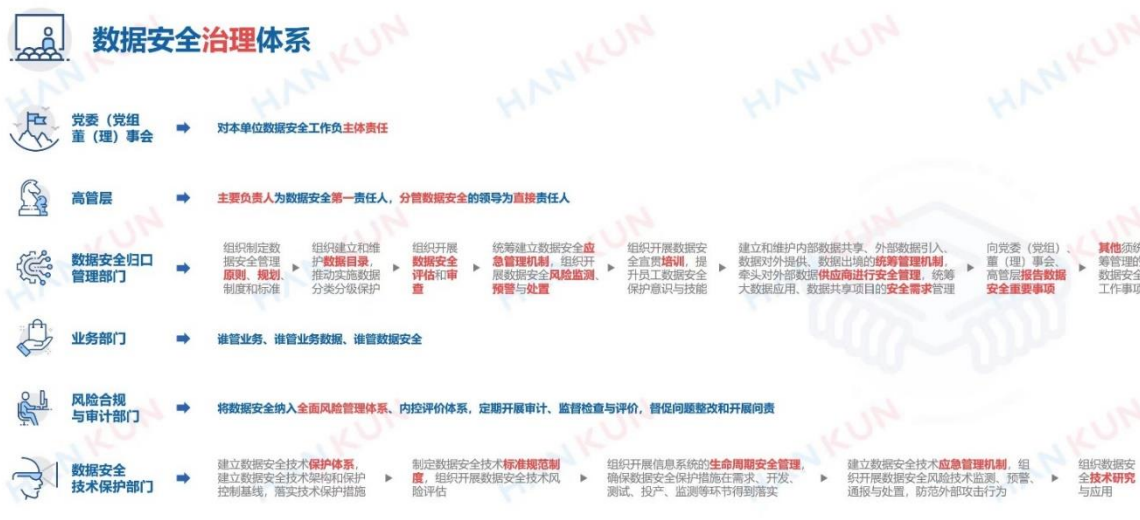 数据安全治理体系
党委（党组
董（理）事会
对本单位数据安全工作负主体责任
高管层
主要负责人为数据安全第一责任人，分管数据安全的领导为直接责任人
数据安全归口
管理部门
组织制定数
据安全管理
原则、规划、
制度和标准
组织建立和维
护数据目录，
推动实施数据
分类分级保护
组织开展
数据安全
评估和审
查
统筹建立数据安全应
急管理机制，组织开
展数据安全风险监测、
预警与处置
组织开展数据安
全宣贯培训，提
升员工数据安全
保护意识与技能
建立和维护内部数据共享、外部数据引入、
数据对外提供、数据出境的统筹管理机制，
牵头对外部数据供应商进行安全管理，统筹
大数据应用、数据共享项目的安全需求管理
向党委（党组）、
董（理）事会、
高管层报告数据
安全重要事项
其他须统
筹管理的
数据安全
工作事项
业务部门
谁管业务、谁管业务数据、谁管数据安全
风险合规
与审计部门
将数据安全纳入全面风险管理体系、内控评价体系，定期开展审计、监督检查与评价，督促问题整改和开展问责
数据安全
技术保护部门
建立数据安全技术保护体系，
建立数据安全技术架构和保护
控制基线，落实技术保护措施
制定数据安全技术标准规范制
度，组织开展数据安全技术风
险评估
组织开展信息系统的生命周期安全管理，
确保数据安全保护措施在需求、开发、
测试、投产、监测等环节得到落实
建立数据安全技术应急管理机制，组
织开展数据安全风险技术监测、预警、
通报与处置，防范外部攻击行为
组织数据安
全技术研究
与应用
HANKUN